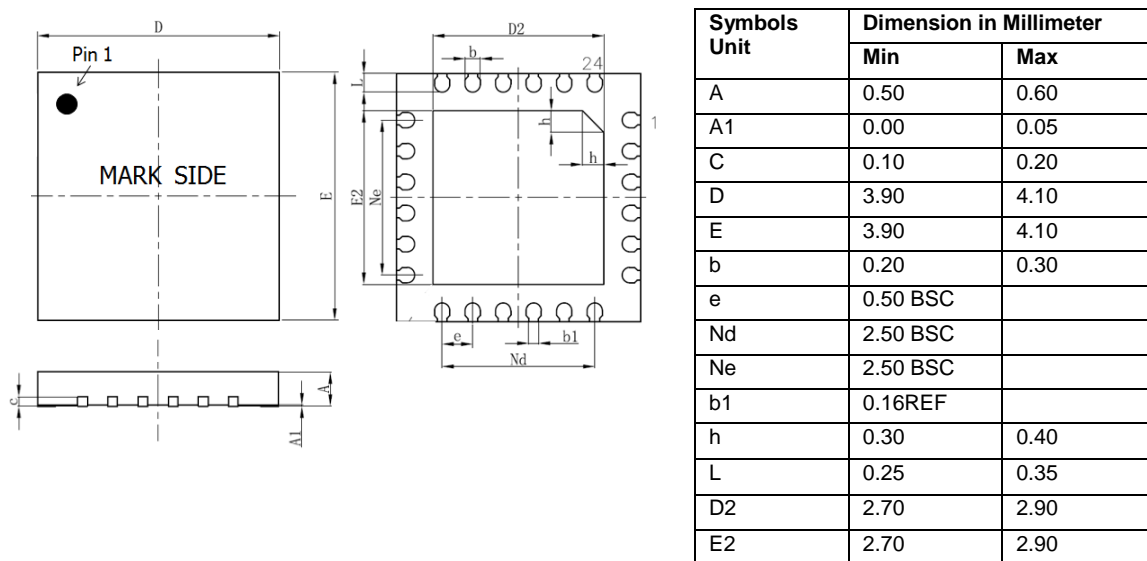 D
Pin 1
MARK SIDE
E
c
A
A1
D2
b
24
L
h
1
h
E2
Ne
e
b1
Nd
Symbols Unit Dimension in Millimeter
Min Max
A 0.50 0.60
A1 0.00 0.05
C 0.10 0.20
D 3.90 4.10
E 3.90 4.10
b 0.20 0.30
e 0.50 BSC
Nd 2.50 BSC
Ne 2.50 BSC
b1 0.16REF
h 0.30 0.40
L 0.25 0.35
D2 2.70 2.90
E2 2.70 2.90